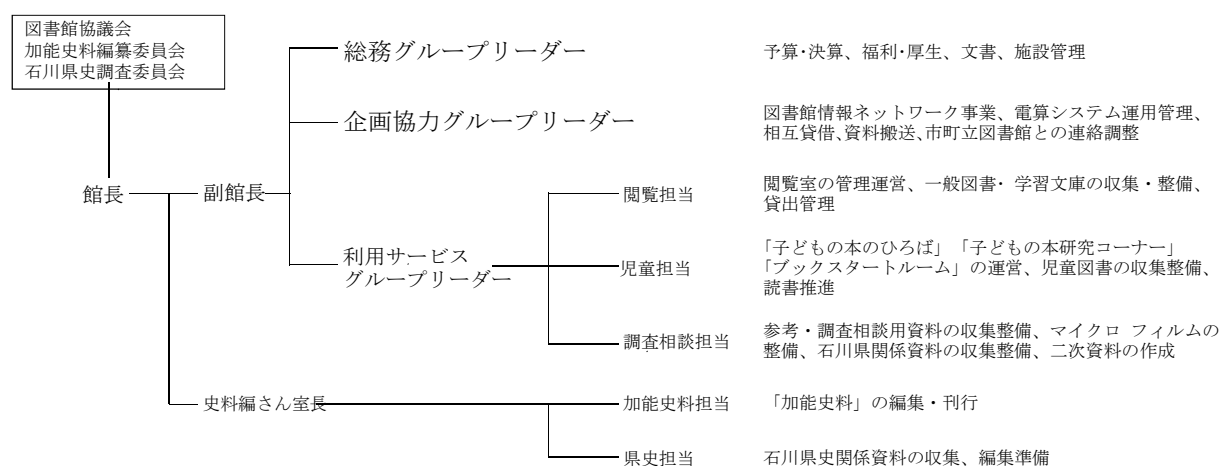 図書館協議会
加能史料編纂委員会
石川県史調査委員会
総務グループリーダー
予算・決算、福利・厚生、文書、施設管理
企画協力グループリーダー
図書館情報ネットワーク事業、電算システム運用管理、
相互貸借、資料搬送、市町立図書館との連絡調整
館長
副館長
閲覧担当
閲覧室の管理運営、一般図書・学習文庫の収集・整備、
貸出管理
利用サービス
グループリーダー
児童担当
「子どもの本のひろば」「子どもの本研究コーナー」
「ブックスタートルーム」の運営、児童図書の収集整備、
読書推進
調査相談担当
参考・調査相談用資料の収集整備、マイクロ フィルムの
整備、石川県関係資料の収集整備、二次資料の作成
史料編さん室長
加能史料担当
「加能史料」の編集・刊行
県史担当
石川県史関係資料の収集、編集準備